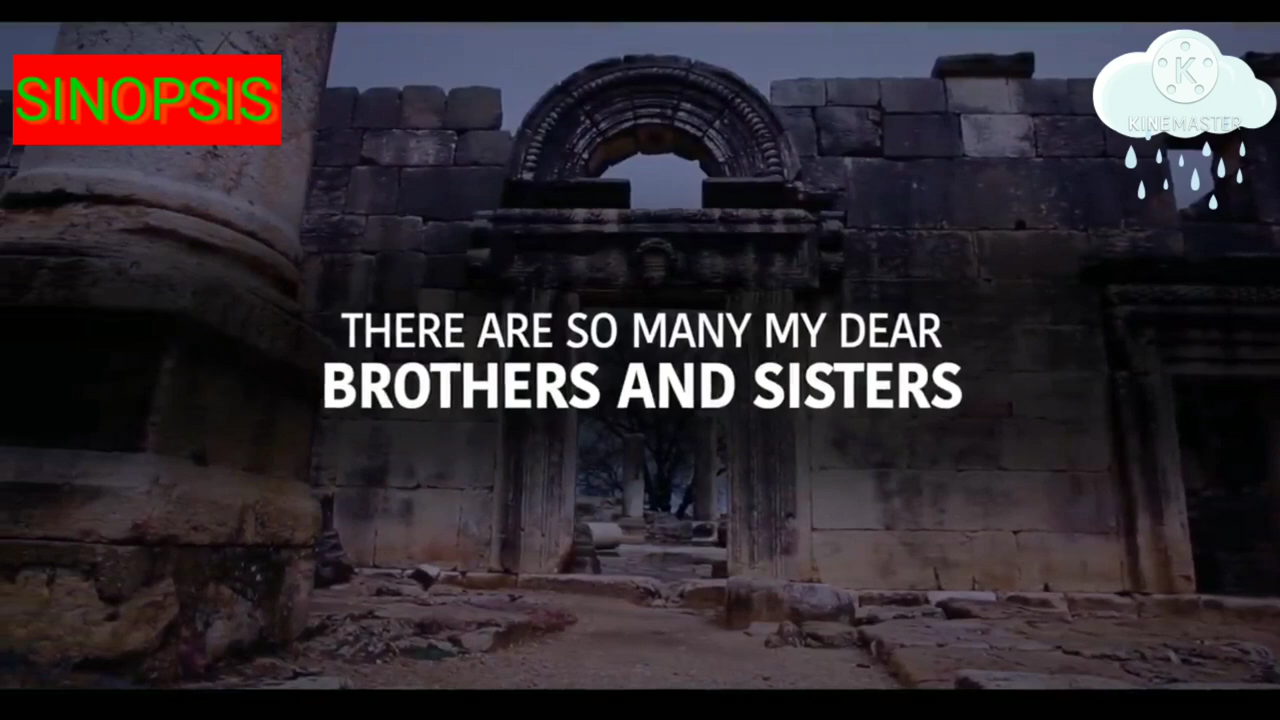 SINOPSIS
K
KINEMASTER
THERE ARE SO MANY MY DEAR
BROTHERS AND SISTERS